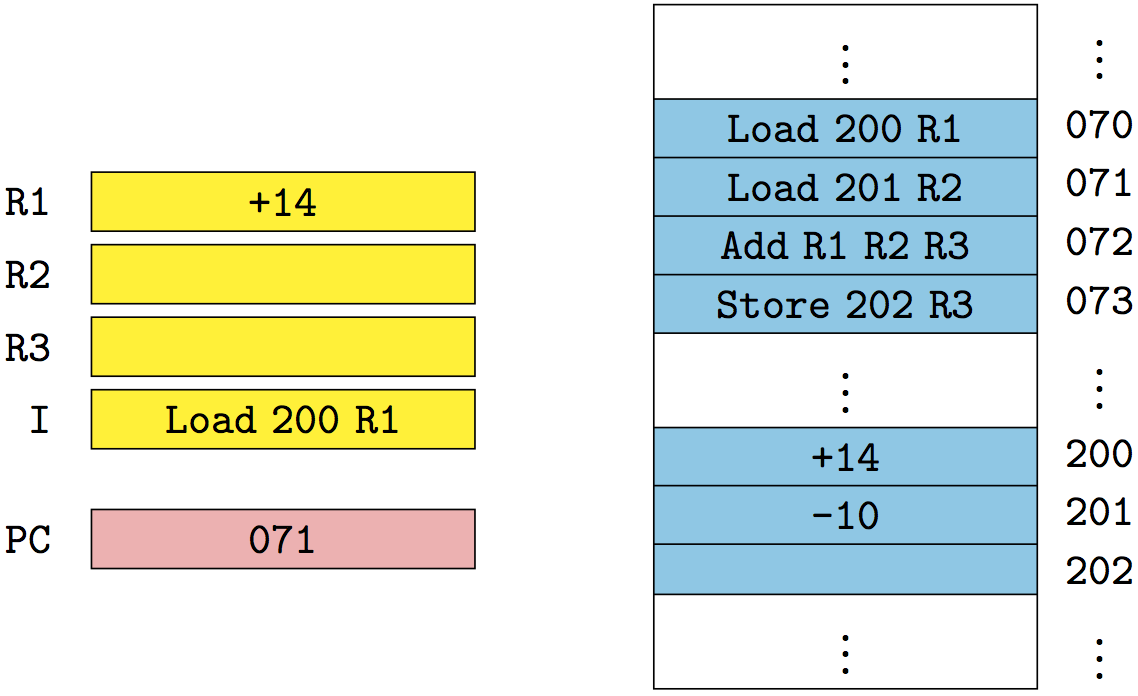 R1 +14
R2
R3
I Load 200 R1
PC 071
⋮ ⋮
Load 200 R1 070
Load 201 R2 071
Add R1 R2 R3 072
Store 202 R3 073
⋮ ⋮
+14 200
-10 201
202
⋮ ⋮